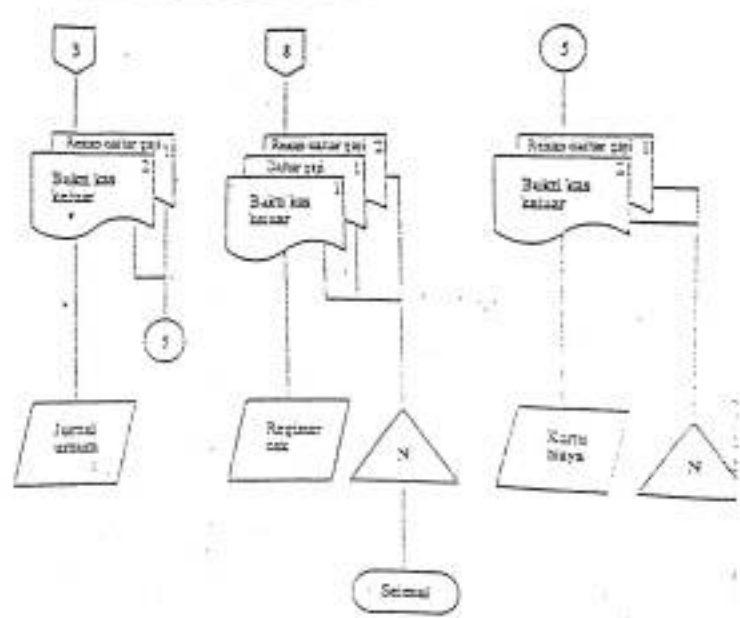 3
Rekap daftar gaji
Bukti kas
keluar
5
Jurnal
umum
8
Rekap daftar gaji
Daftar gaji
Bukti kas
keluar
Register
cek
N
Selesai
5
Rekap daftar gaji
Bukti kas
keluar
Kartu
biaya
N